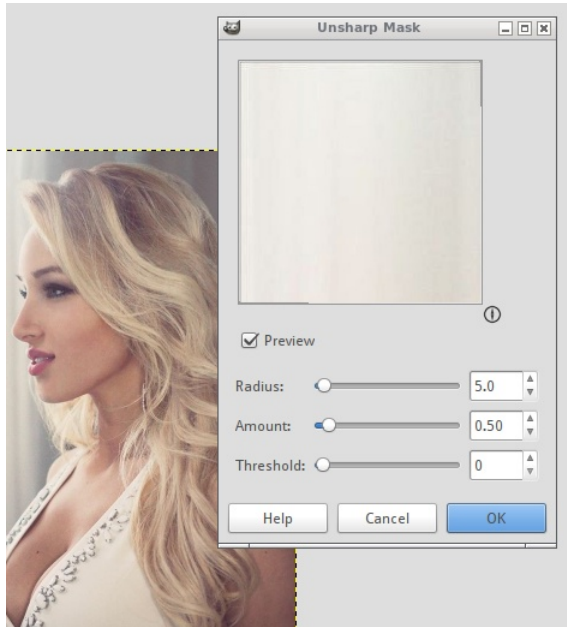 Unsharp Mask
Preview
Radius: 5.0
Amount: 0.50
Threshold: 0
Help Cancel OK